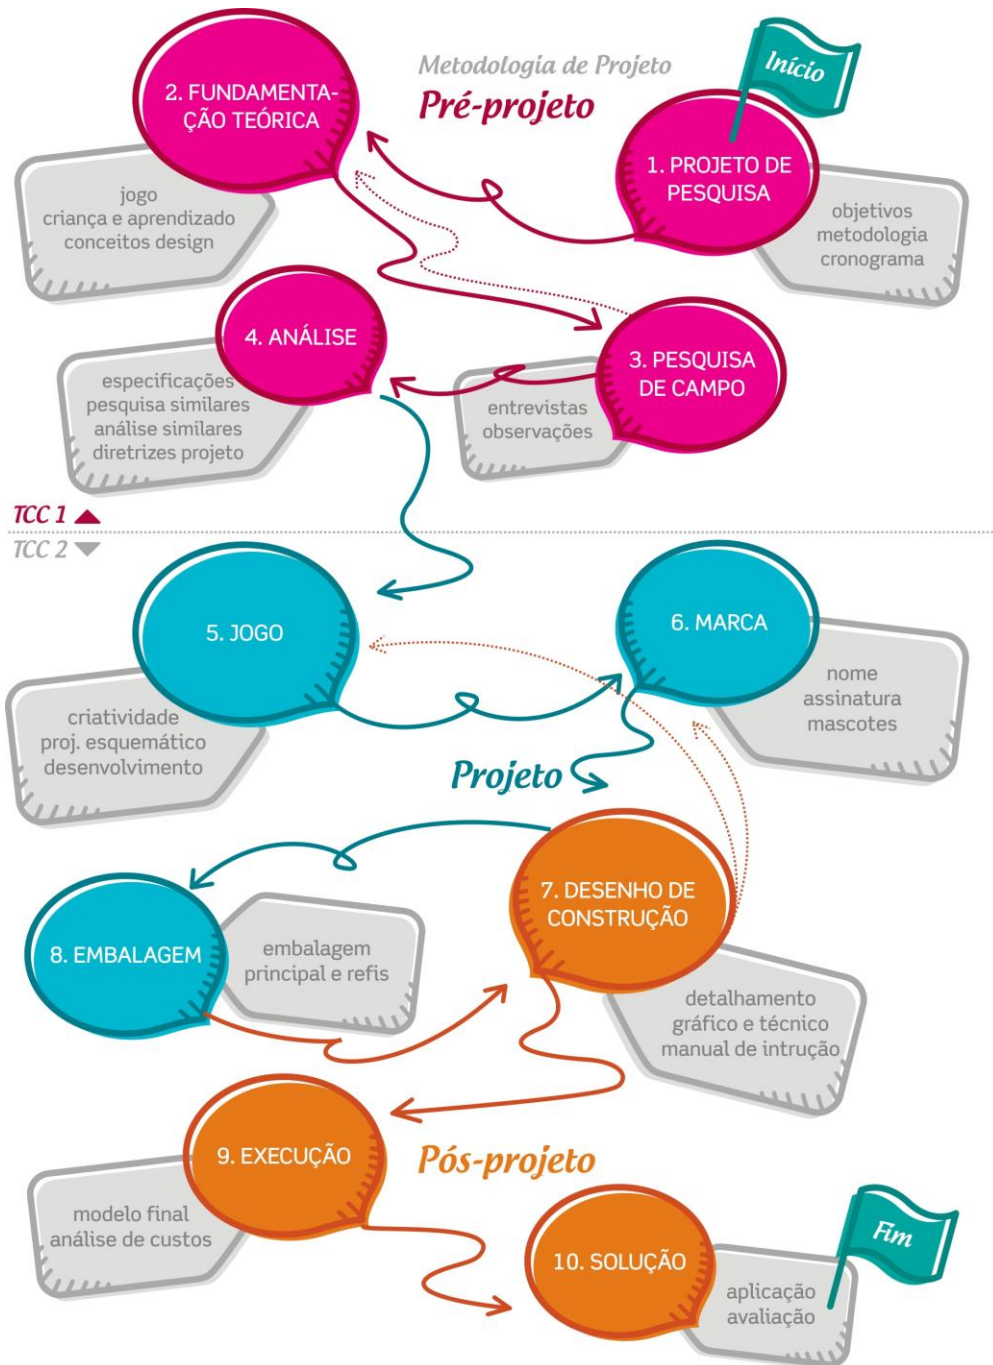 Metodologia de Projeto
Pré-projeto
Início
1. PROJETO DE
PESQUISA
objetivos
metodologia
cronograma
2. FUNDAMENTA-
ÇÃO TEÓRICA
jogo
criança e aprendizado
conceitos design
3. PESQUISA
DE CAMPO
entrevistas
observações
4. ANÁLISE
especificações
pesquisa similares
análise similares
diretrizes projeto
TCC 1
TCC 2
5. JOGO
criatividade
proj. esquemático
desenvolvimento
6. MARCA
nome
assinatura
mascotes
Projeto
7. DESENHO DE
CONSTRUÇÃO
detalhamento
gráfico e técnico
manual de intrução
8. EMBALAGEM
embalagem
principal e refis
9. EXECUÇÃO
modelo final
análise de custos
Pós-projeto
10. SOLUÇÃO
aplicação
avaliação
Fim